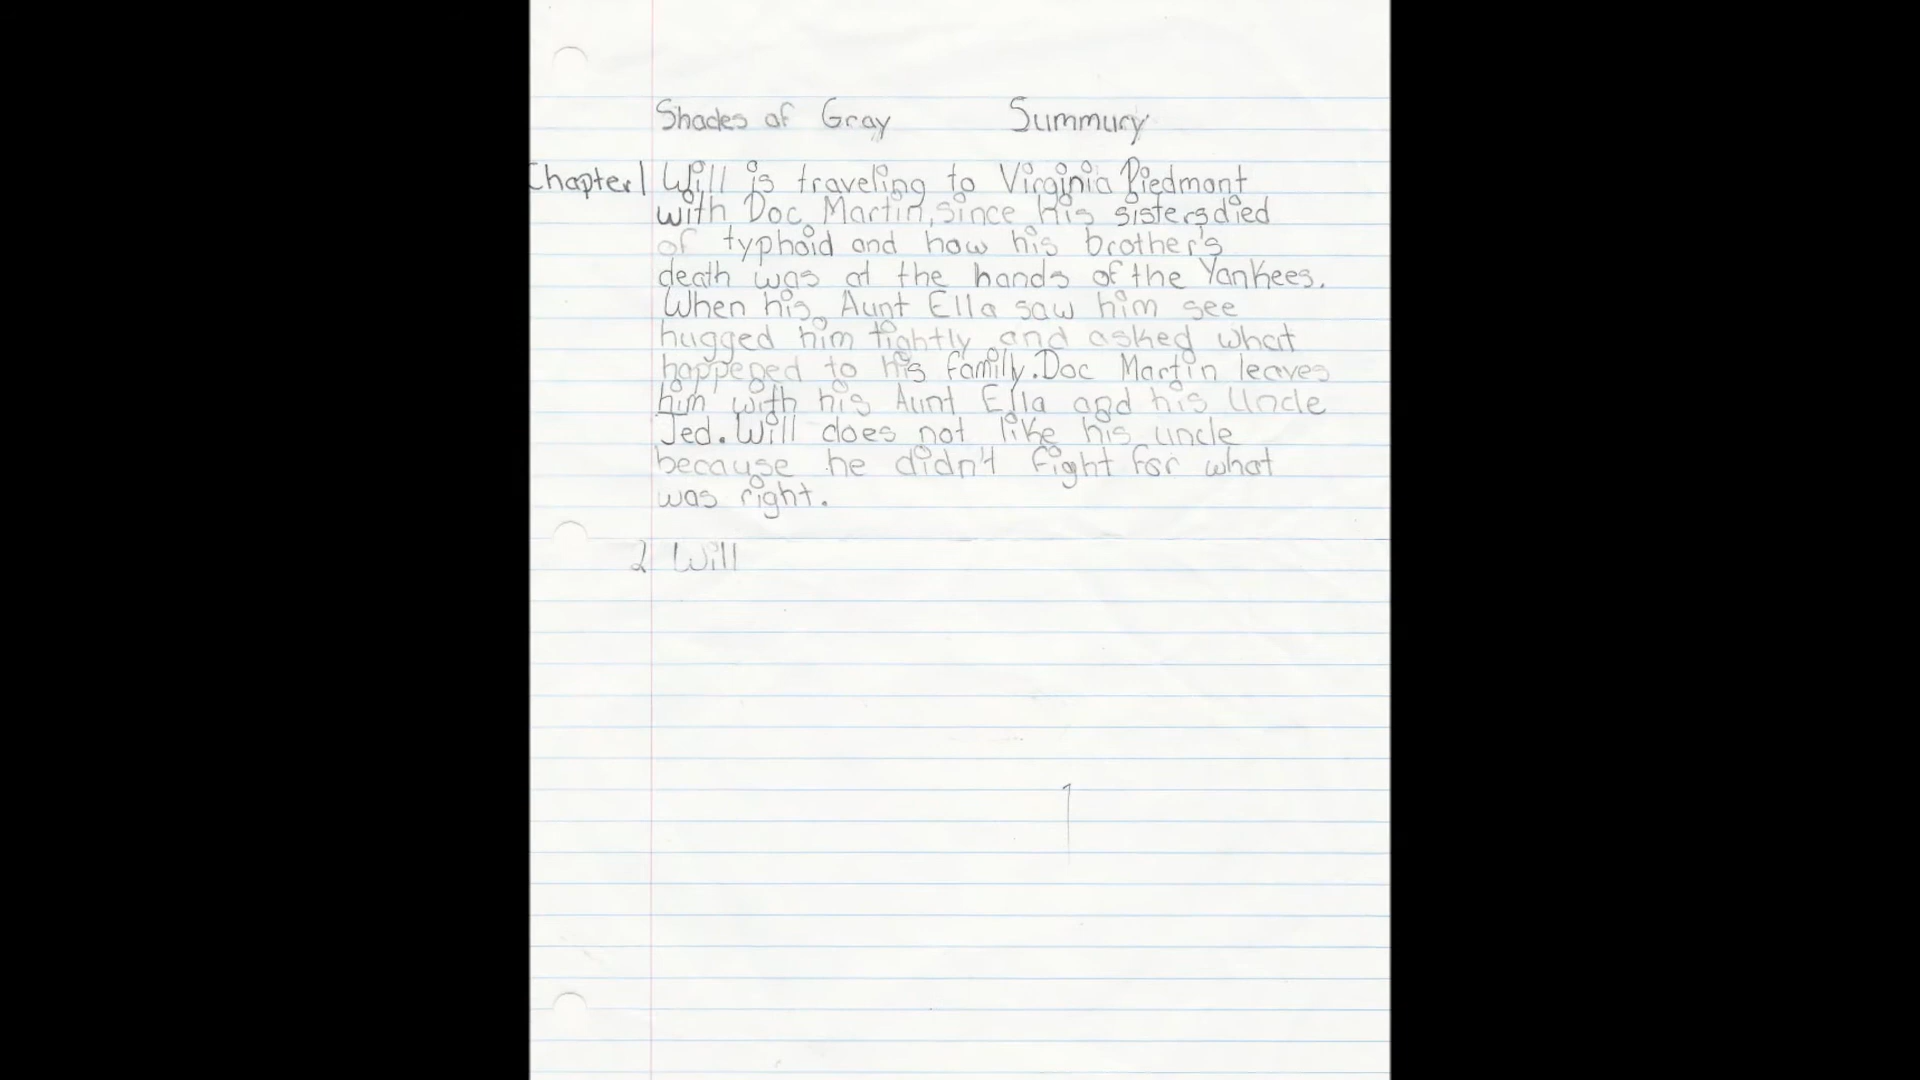 Shades of Gray Summury
Chapter 1 Will is traveling to Virginia Piedmont
with Doc Martin, since his sisters died
of typhoid and how his brother's
death was at the hands of the Yankees.
When his Aunt Ella saw him see
hugged him tightly and asked what
happened to his family. Doc Martin leaves
him with his Aunt Ella and his Uncle
Jed. Will does not like his uncle
because he didn't fight for what
was right.
2 Will
1